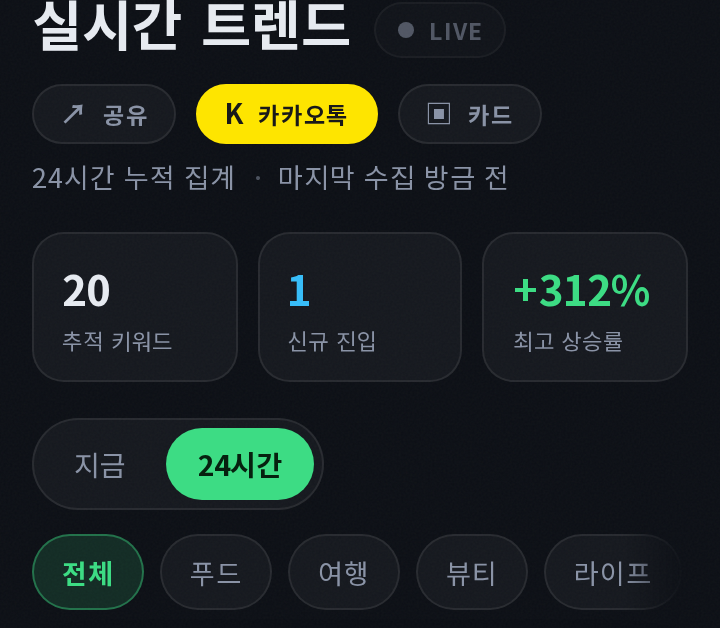 실시간 트렌드 LIVE
↗ 공유 K 카카오톡 ▣ 카드
24시간 누적 집계 · 마지막 수집 방금 전
20 1 +312%
추적 키워드 신규 진입 최고 상승률
지금 24시간
전체 푸드 여행 뷰티 라이프